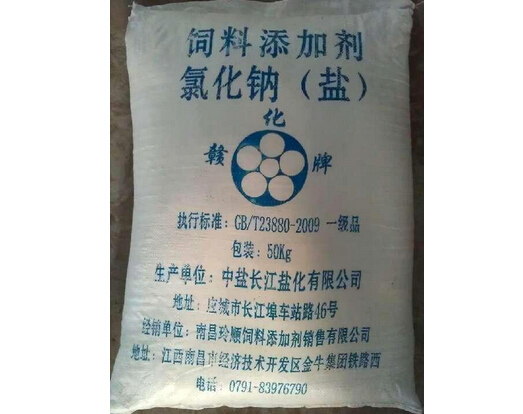 饲料添加剂
氯化钠（盐）
化
赣 牌
执行标准：GB/T23880-2009 一级品
包装：50Kg
生产单位：中盐长江盐化有限公司
地址：应城市长江埠车站路46号
经销单位：南昌玲顺饲料添加剂销售有限公司
地址：江西南昌市经济技术开发区金牛集团铁路西
电话：0791-83976790